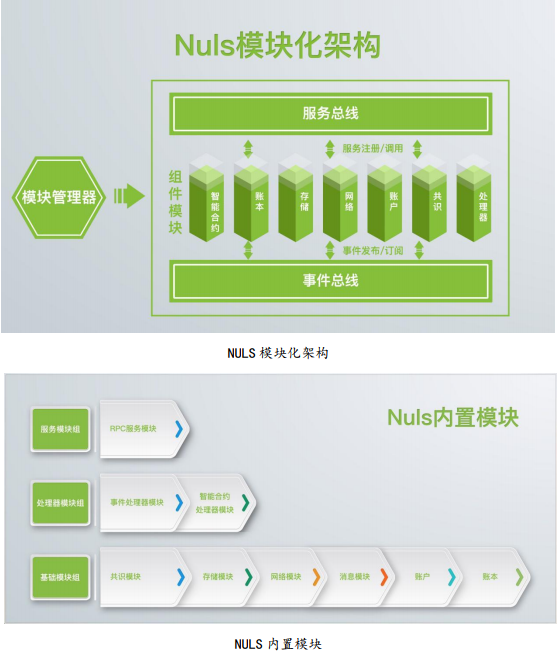 Nuls模块化架构
服务总线
服务注册/调用
模块管理器
组件模块
智能合约
账本
存储
网络
账户
共识
处理器
事件发布/订阅
事件总线
NULS 模块化架构
Nuls内置模块
服务模块组
RPC服务模块
处理器模块组
事件处理器模块
智能合约
处理器模块
基础模块组
共识模块
存储模块
网络模块
消息模块
账户
账本
NULS 内置模块